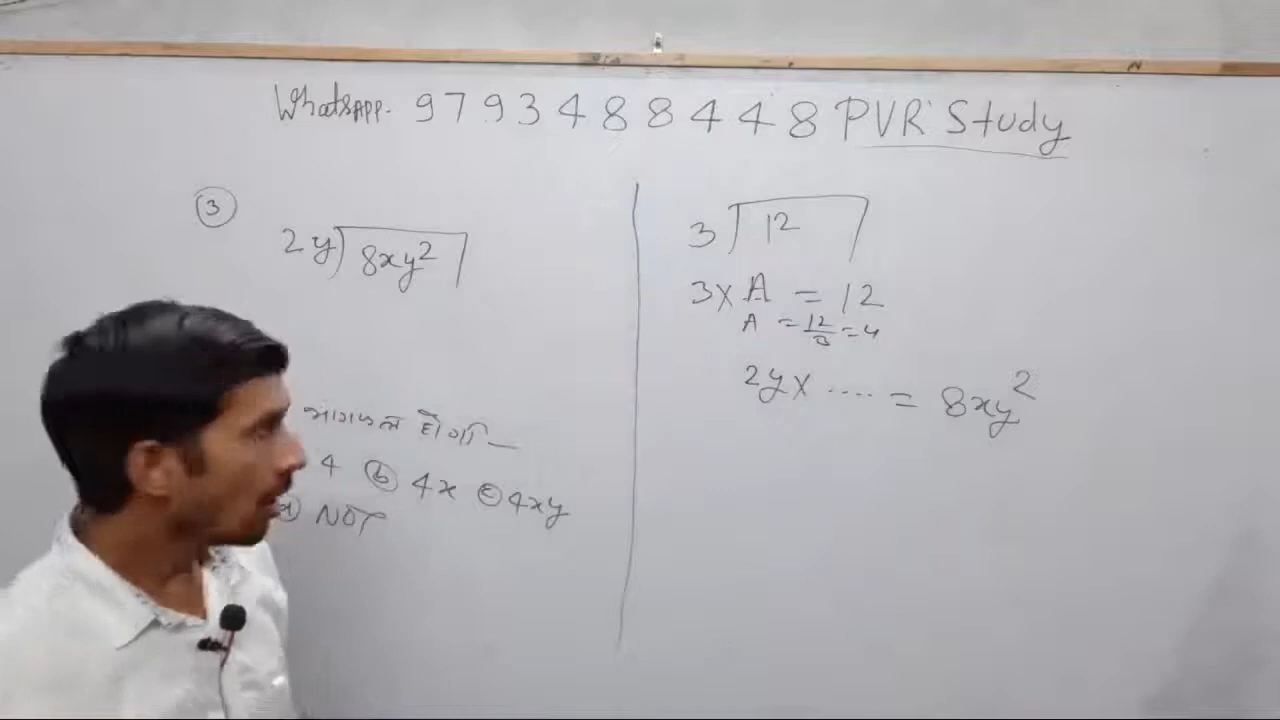 WhatsAPP. 9793488448 PVR Study
3
2y) 8xy²
भागफल होगा —
4 (b) 4x (c) 4xy
(d) NOT
3) 12
3 x A = 12
A = 12/3 = 4
2y x .... = 8xy²